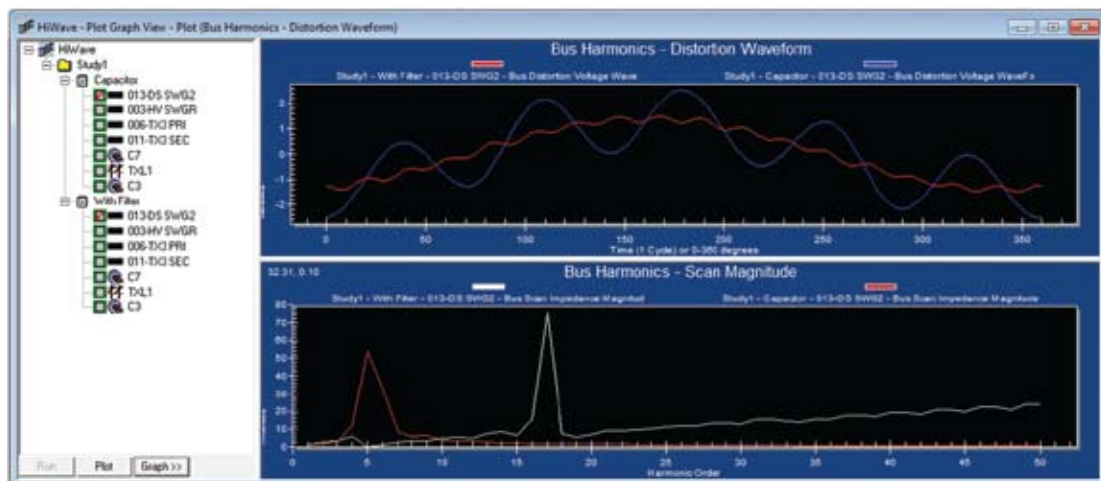 HiWave - Plot Graph View - Plot (Bus Harmonics - Distortion Waveform)
HiWave
Study1
Capacitor
013-DS SWG2
003-HV SWGR
006-TX3 PRI
011-TX3 SEC
C7
TXL1
C3
With Filter
013-DS SWG2
003-HV SWGR
006-TX3 PRI
011-TX3 SEC
C7
TXL1
C3
Run Plot Graph >>
Bus Harmonics - Distortion Waveform
Study1 - With Filter - 013-DS SWG2 - Bus Distortion Voltage Wave
Study1 - Capacitor - 013-DS SWG2 - Bus Distortion Voltage WaveFo
2
1
0
-1
-2
0 50 100 150 200 250 300 350
Time (1 Cycle) or 0-360 degrees
32.31, 0.10
Bus Harmonics - Scan Magnitude
Study1 - With Filter - 013-DS SWG2 - Bus Scan Impedance Magnitud
Study1 - Capacitor - 013-DS SWG2 - Bus Scan Impedance Magnitude
80
70
60
50
40
30
20
10
0
0 5 10 15 20 25 30 35 40 45 50
Harmonic Order